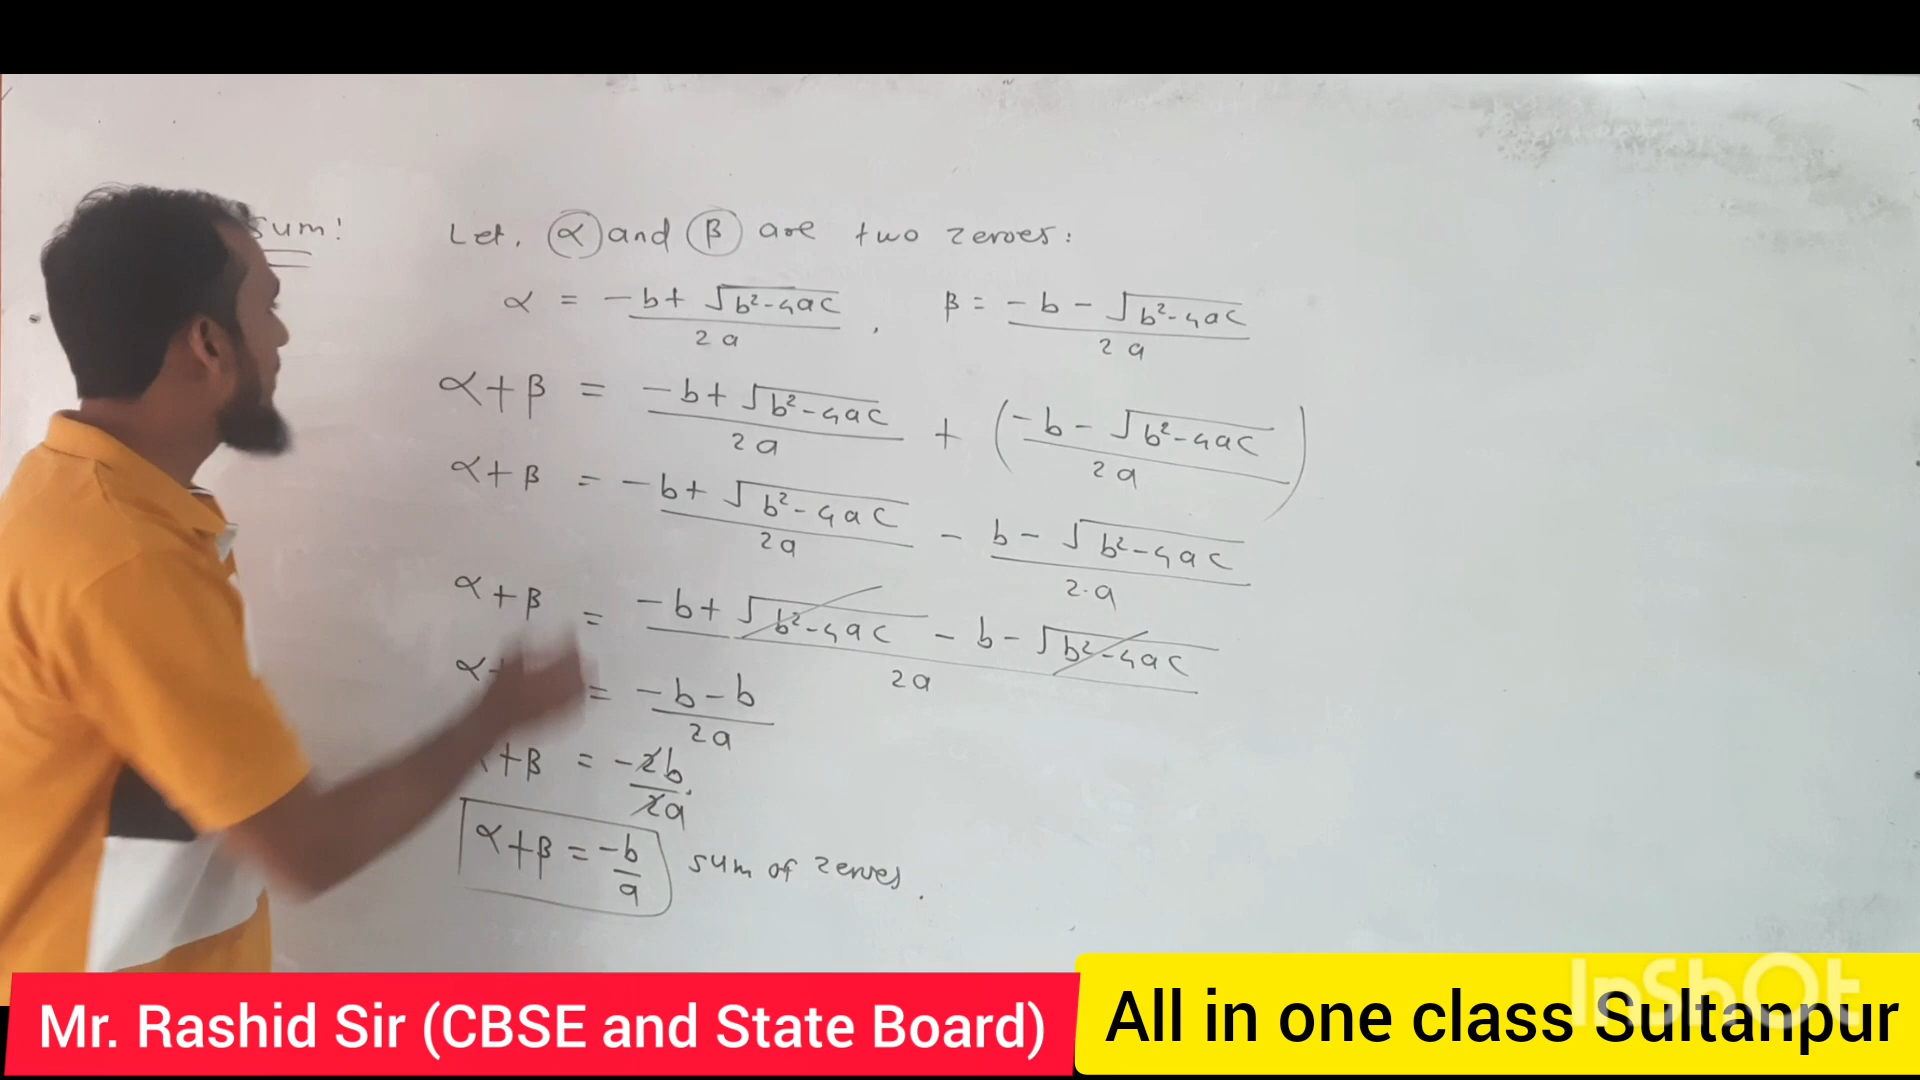 Sum!
Let, α and β are two zeroes:
α = -b+√b²-4ac / 2a , β = -b-√b²-4ac / 2a
α+β = -b+√b²-4ac / 2a + (-b-√b²-4ac / 2a)
α+β = -b+√b²-4ac / 2a - b-√b²-4ac / 2.a
α+β = -b+√b²-4ac - b-√b²-4ac / 2a
α+ = -b-b / 2a
+β = -2b / 2a
α+β = -b/a sum of zeroes.
Mr. Rashid Sir (CBSE and State Board)
All in one class Sultanpur
InShOt